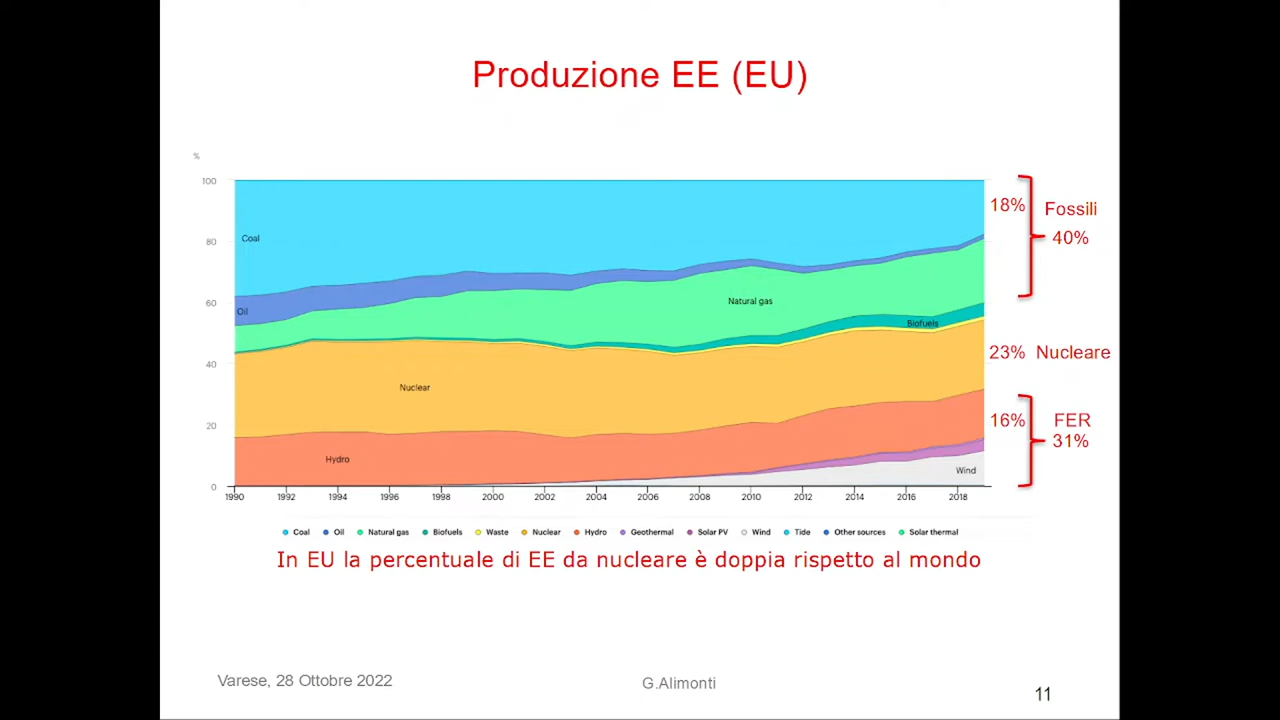 Produzione EE (EU)
%
100
80
60
40
20
0
Coal
Oil
Natural gas
Biofuels
Nuclear
Hydro
Wind
1990 1992 1994 1996 1998 2000 2002 2004 2006 2008 2010 2012 2014 2016 2018
18%
Fossili
40%
23% Nucleare
16%
FER
31%
Coal Oil Natural gas Biofuels Waste Nuclear Hydro Geothermal Solar PV Wind Tide Other sources Solar thermal
In EU la percentuale di EE da nucleare è doppia rispetto al mondo
Varese, 28 Ottobre 2022
G.Alimonti
11